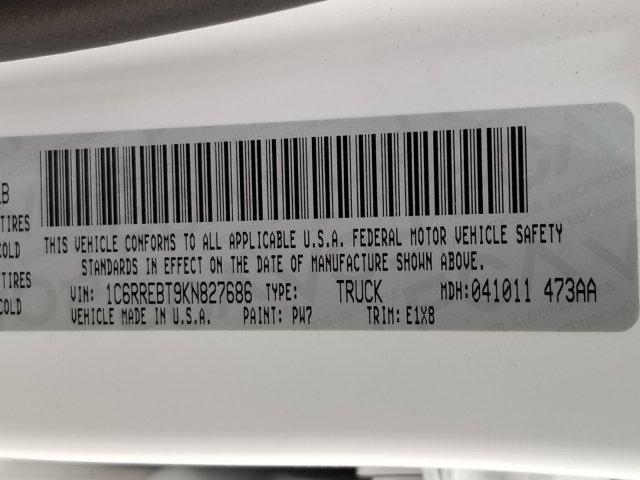 LB
TIRES
COLD
TIRES
COLD
THIS VEHICLE CONFORMS TO ALL APPLICABLE U.S.A. FEDERAL MOTOR VEHICLE SAFETY
STANDARDS IN EFFECT ON THE DATE OF MANUFACTURE SHOWN ABOVE.
VIN: 1C6RREBT9KN827686 TYPE: TRUCK MDH:041011 473AA
VEHICLE MADE IN U.S.A. PAINT: PW7 TRIM:E1X8